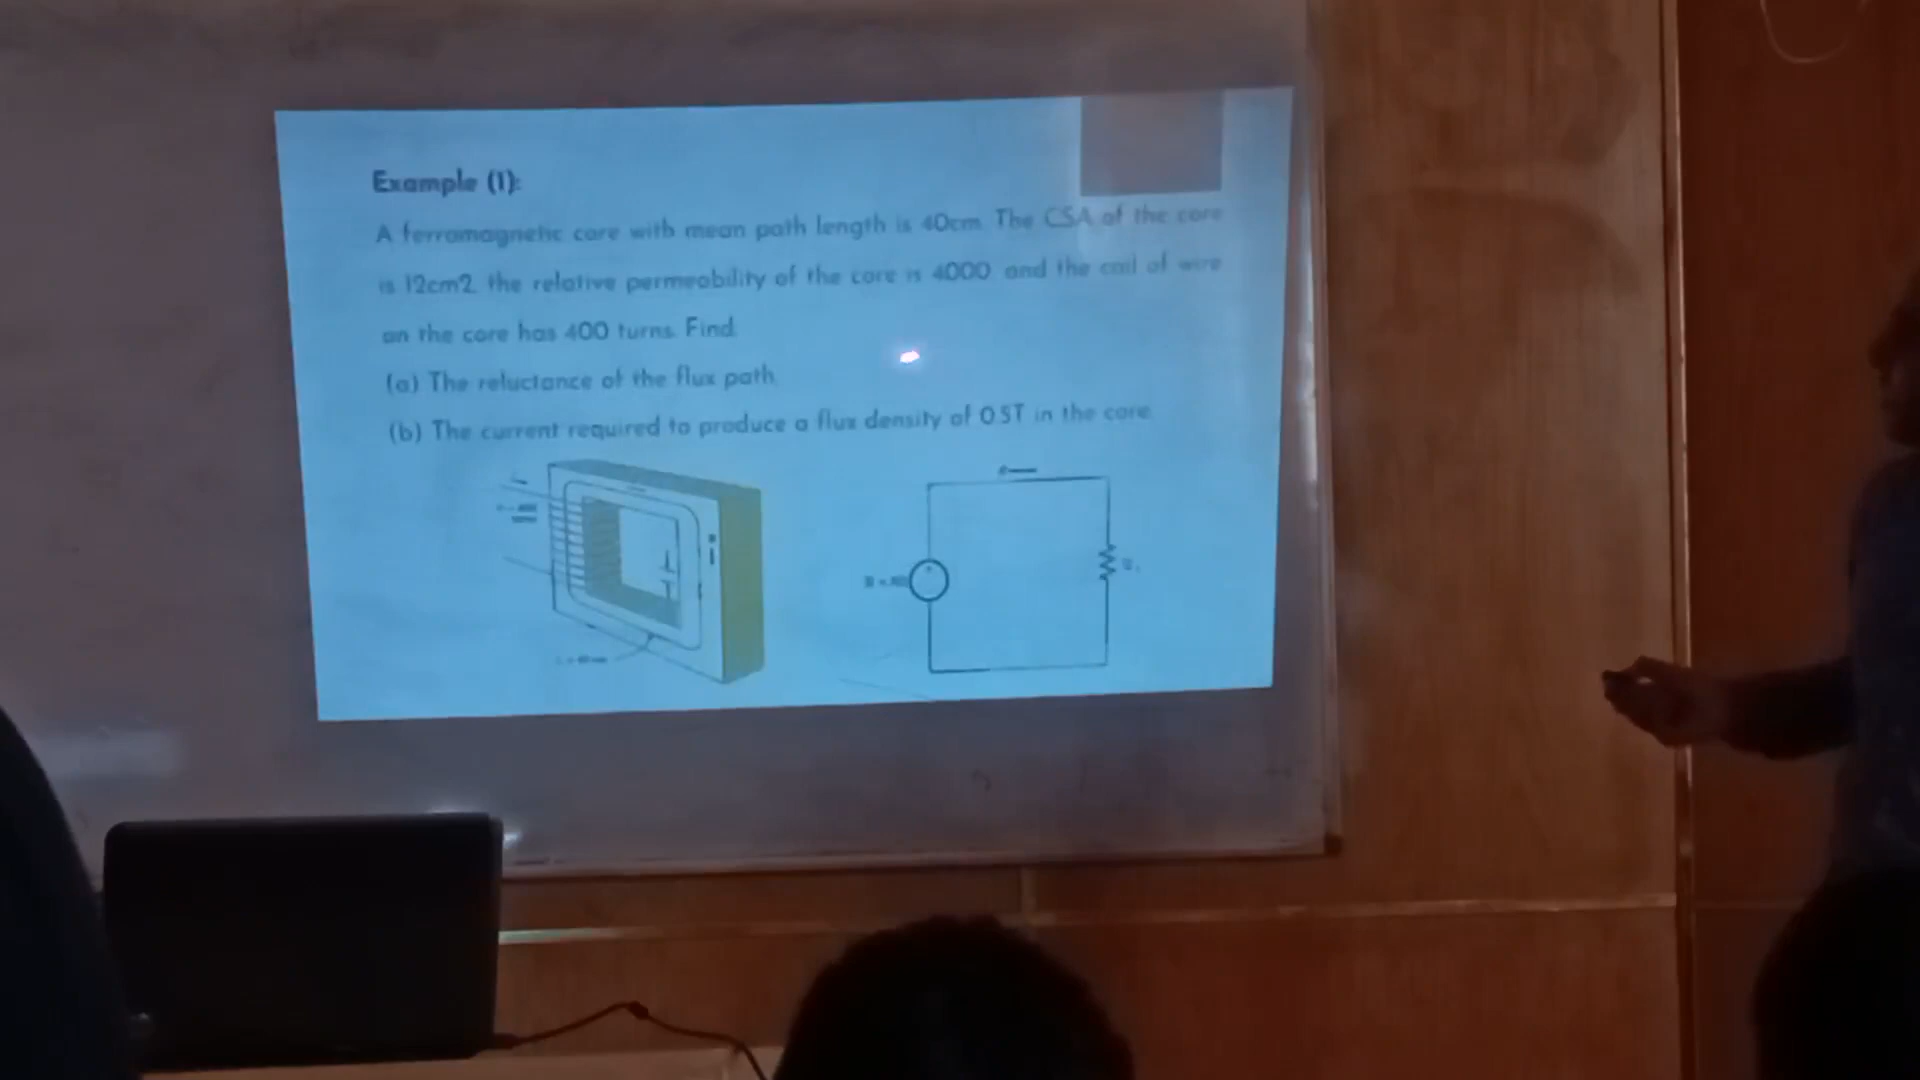 Example (1):
A ferromagnetic core with mean path length is 40cm. The CSA of the core
is 12cm2, the relative permeability of the core is 4000 and the coil of wire
on the core has 400 turns. Find:
(a) The reluctance of the flux path.
(b) The current required to produce a flux density of 0.5T in the core.